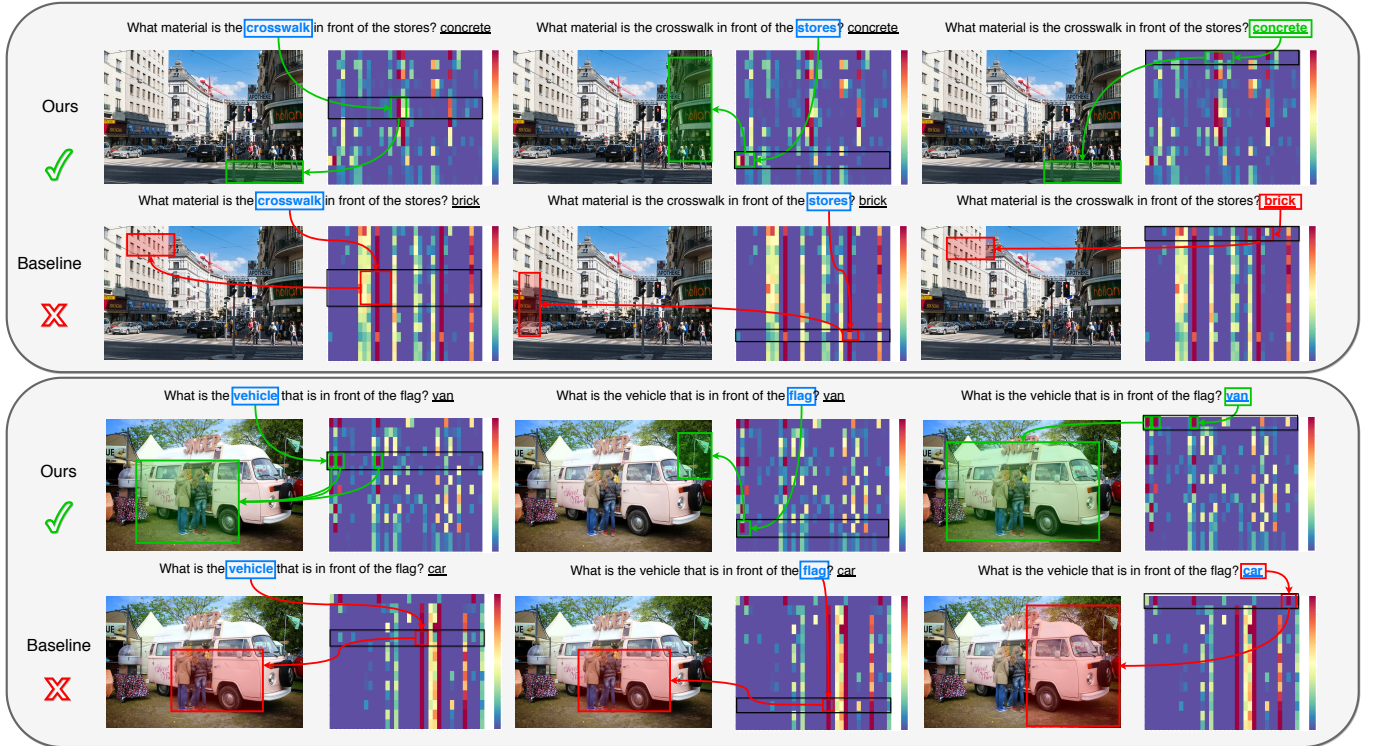 What material is the crosswalk in front of the stores? concrete
What material is the crosswalk in front of the stores? concrete
What material is the crosswalk in front of the stores? concrete
Ours
APOTHEKE
APOTHEKE
APOTHEKE
What material is the crosswalk in front of the stores? brick
What material is the crosswalk in front of the stores? brick
What material is the crosswalk in front of the stores? brick
Baseline
APOTHEKE
APOTHEKE
APOTHEKE
X
What is the vehicle that is in front of the flag? van
What is the vehicle that is in front of the flag? van
What is the vehicle that is in front of the flag? van
Ours
What is the vehicle that is in front of the flag? car
What is the vehicle that is in front of the flag? car
What is the vehicle that is in front of the flag? car
Baseline
X